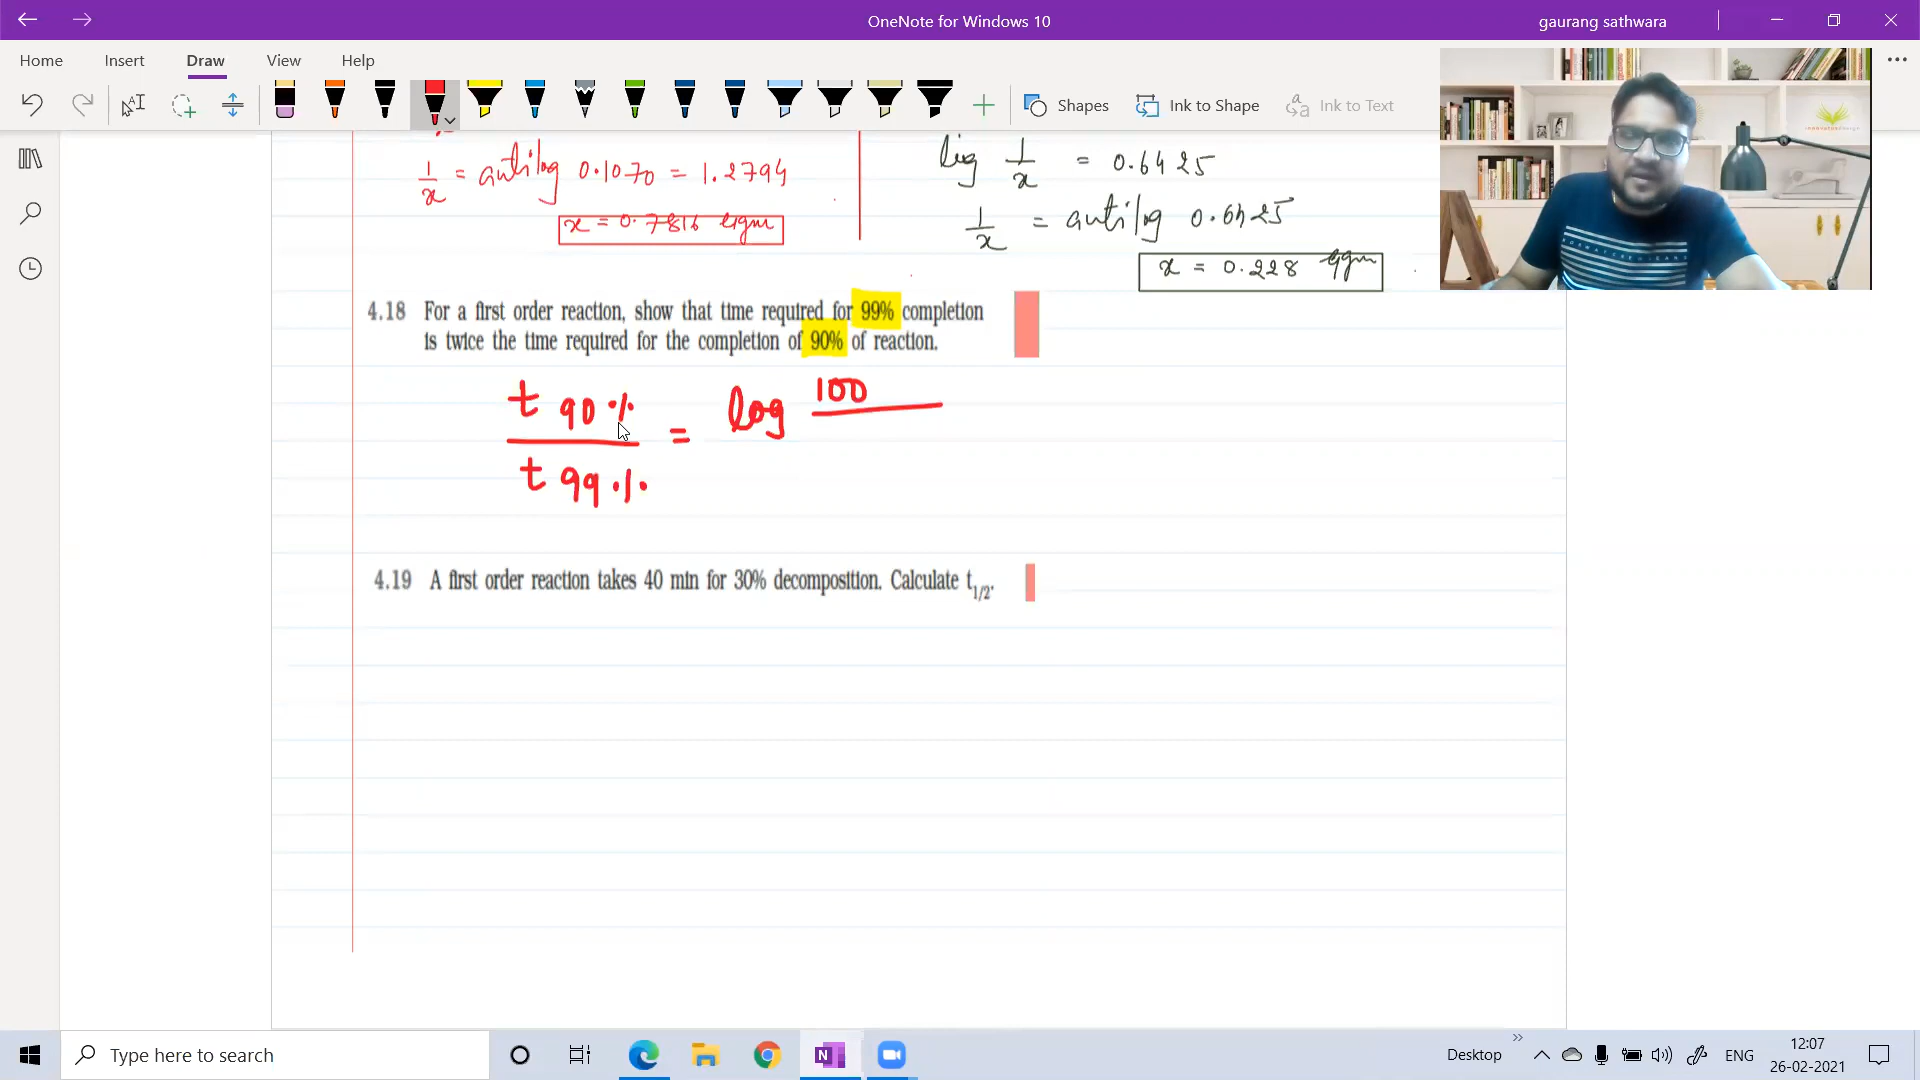 OneNote for Windows 10
gaurang sathwara
Home Insert Draw View Help
Shapes Ink to Shape Ink to Text
1/x = antilog 0.1070 = 1.2794
x = 0.7816
log 1/x = 0.6425
1/x = antilog 0.6425
x = 0.228
4.18 For a first order reaction, show that time required for 99% completion
is twice the time required for the completion of 90% of reaction.
t 90% / t 99% = log 100
4.19 A first order reaction takes 40 min for 30% decomposition. Calculate t1/2.
Type here to search
Desktop
ENG
12:07
26-02-2021